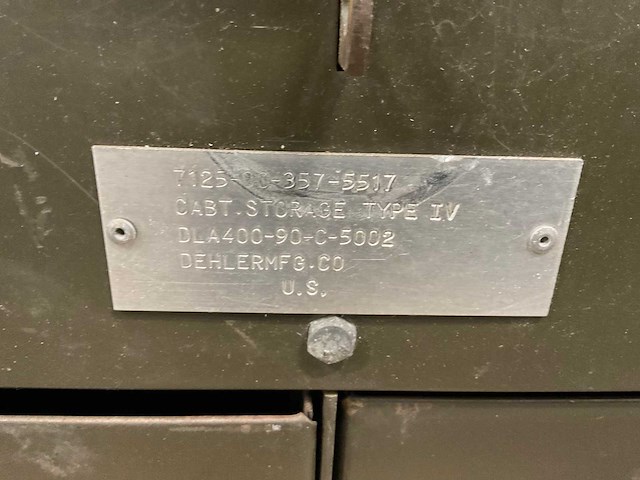 7125-00-357-5517
CABT.STORAGE TYPE IV
DLA400-90-C-5002
DEHLERMFG.CO
U.S.